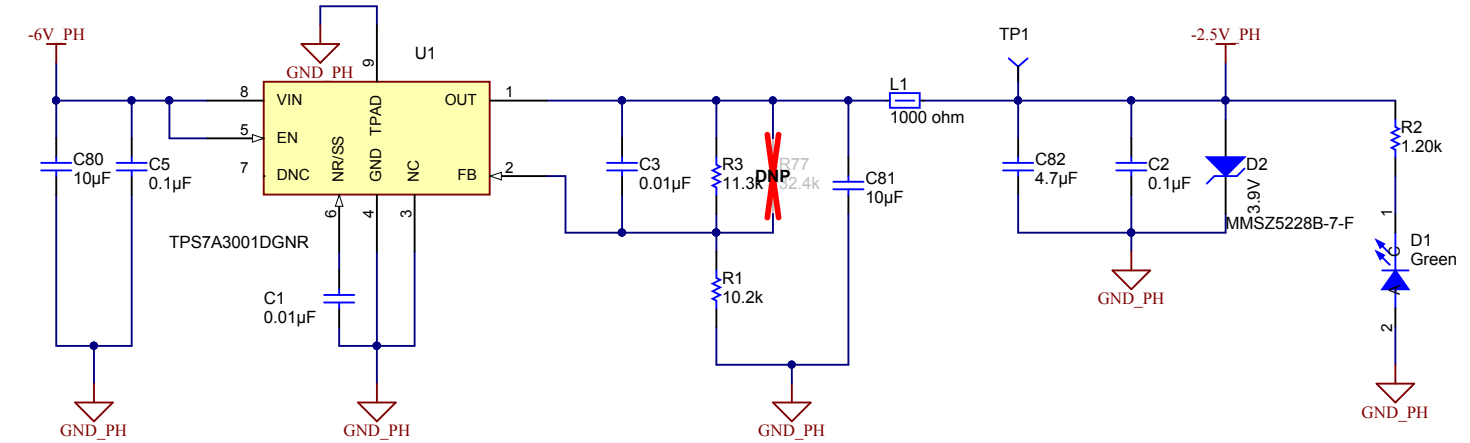 -6V_PH
GND_PH
U1
TP1
-2.5V_PH
9
8
VIN
TPAD
OUT
1
L1
1000 ohm
5
EN
7
DNC
NR/SS
GND
NC
FB
2
6
4
3
C80
10µF
C5
0.1µF
TPS7A3001DGNR
C1
0.01µF
C3
0.01µF
R3
11.3k
R77
DNP
32.4k
C81
10µF
R1
10.2k
C82
4.7µF
C2
0.1µF
D2
3.9V
MMSZ5228B-7-F
R2
1.20k
1
C
D1
Green
A
2
GND_PH
GND_PH
GND_PH
GND_PH
GND_PH